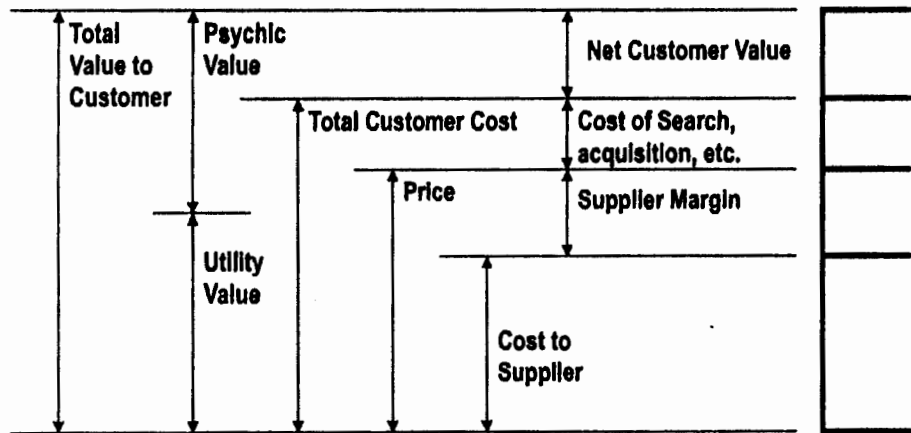 Total
Value to
Customer
Psychic
Value
Net Customer Value
Total Customer Cost
Cost of Search,
acquisition, etc.
Price
Supplier Margin
Utility
Value
Cost to
Supplier